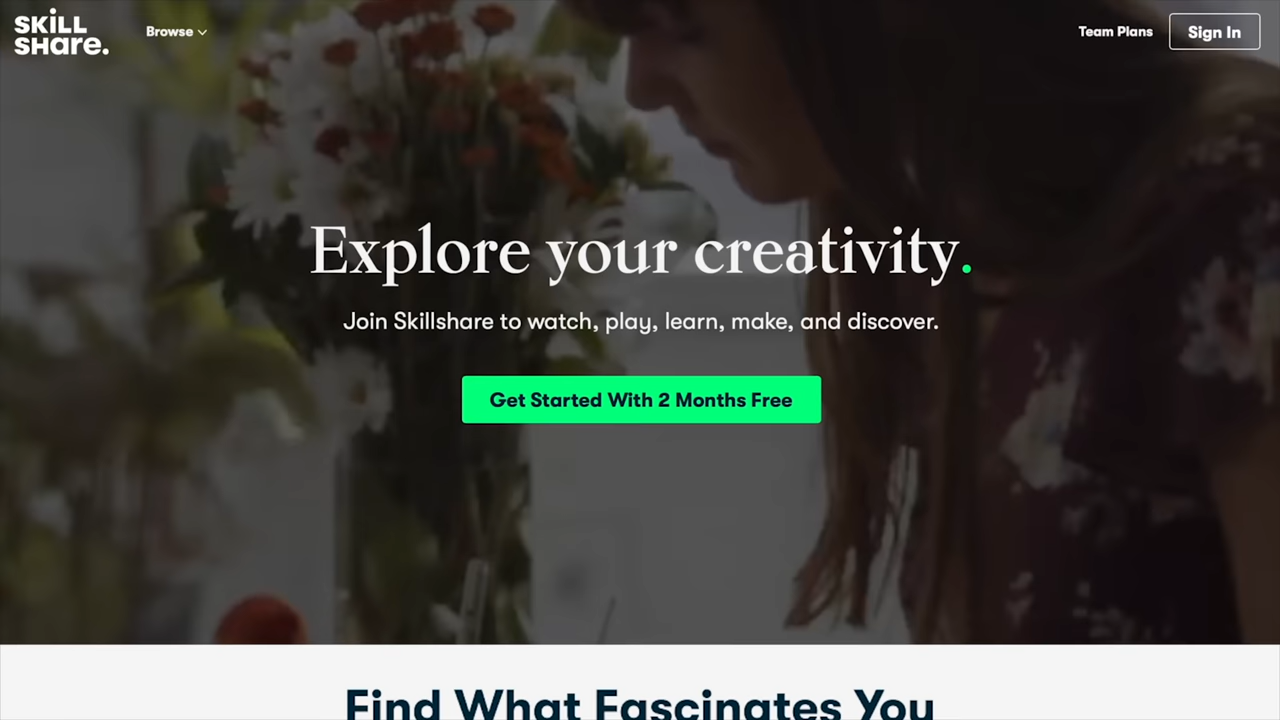 SKiLL
SHare.
Browse
Team Plans
Sign In
Explore your creativity.
Join Skillshare to watch, play, learn, make, and discover.
Get Started With 2 Months Free
Find What Fascinates You